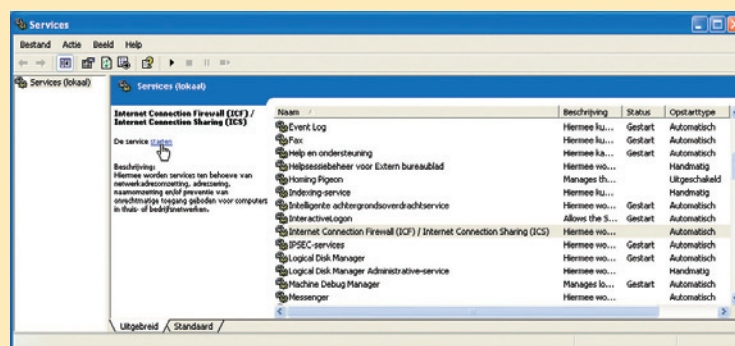 Services
Bestand Actie Beeld Help
Services (lokaal)
Services (lokaal)
Internet Connection Firewall (ICF) /
Internet Connection Sharing (ICS)
De service starten
Beschrijving:
Hiermee worden services ten behoeve van
netwerkadresomzetting, adressering,
naamomzetting en/of preventie van
onrechtmatige toegang geboden voor computers
in thuis- of bedrijfsnetwerken.
Naam Beschrijving Status Opstarttype
Event Log Hiermee ku... Gestart Automatisch
Fax Hiermee ku... Gestart Automatisch
Help en ondersteuning Hiermee ka... Gestart Automatisch
Helpsessiebeheer voor Extern bureaublad Hiermee wo... Handmatig
Homing Pigeon Manages th... Uitgeschakeld
Indexing-service Hiermee ku... Handmatig
Intelligente achtergrondsoverdrachtservice Hiermee wo... Gestart Automatisch
InteractiveLogon Allows the S... Gestart Automatisch
Internet Connection Firewall (ICF) / Internet Connection Sharing (ICS) Hiermee wo... Automatisch
IPSEC-services Hiermee wo... Gestart Automatisch
Logical Disk Manager Hiermee wo... Gestart Automatisch
Logical Disk Manager Administrative-service Hiermee wo... Handmatig
Machine Debug Manager Manages lo... Gestart Automatisch
Messenger Hiermee wo... Automatisch
Uitgebreid Standaard